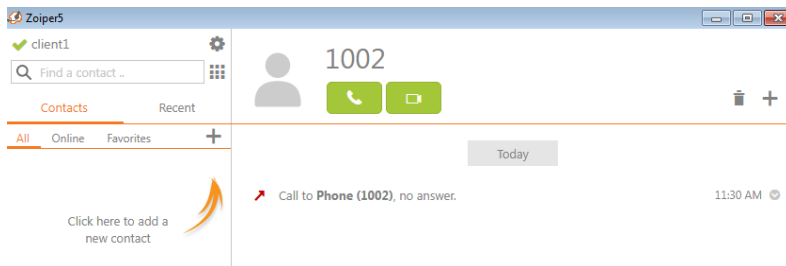 Zoiper5
client1
1002
Find a contact ..
Contacts Recent
All Online Favorites
Today
Call to Phone (1002), no answer. 11:30 AM
Click here to add a
new contact